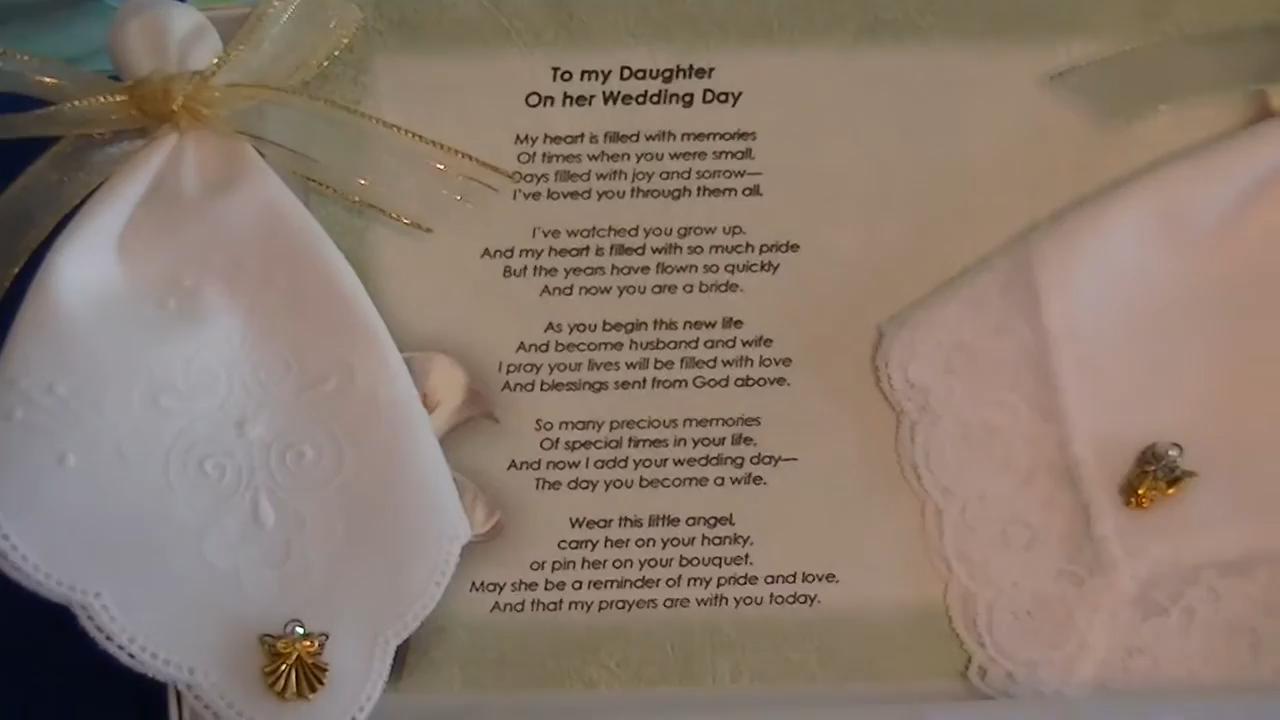 To my Daughter
On her Wedding Day
My heart is filled with memories
Of times when you were small,
Days filled with joy and sorrow—
I've loved you through them all.
I've watched you grow up.
And my heart is filled with so much pride
But the years have flown so quickly
And now you are a bride.
As you begin this new life
And become husband and wife
I pray your lives will be filled with love
And blessings sent from God above.
So many precious memories
Of special times in your life,
And now I add your wedding day—
The day you become a wife.
Wear this little angel,
carry her on your hanky,
or pin her on your bouquet.
May she be a reminder of my pride and love,
And that my prayers are with you today.